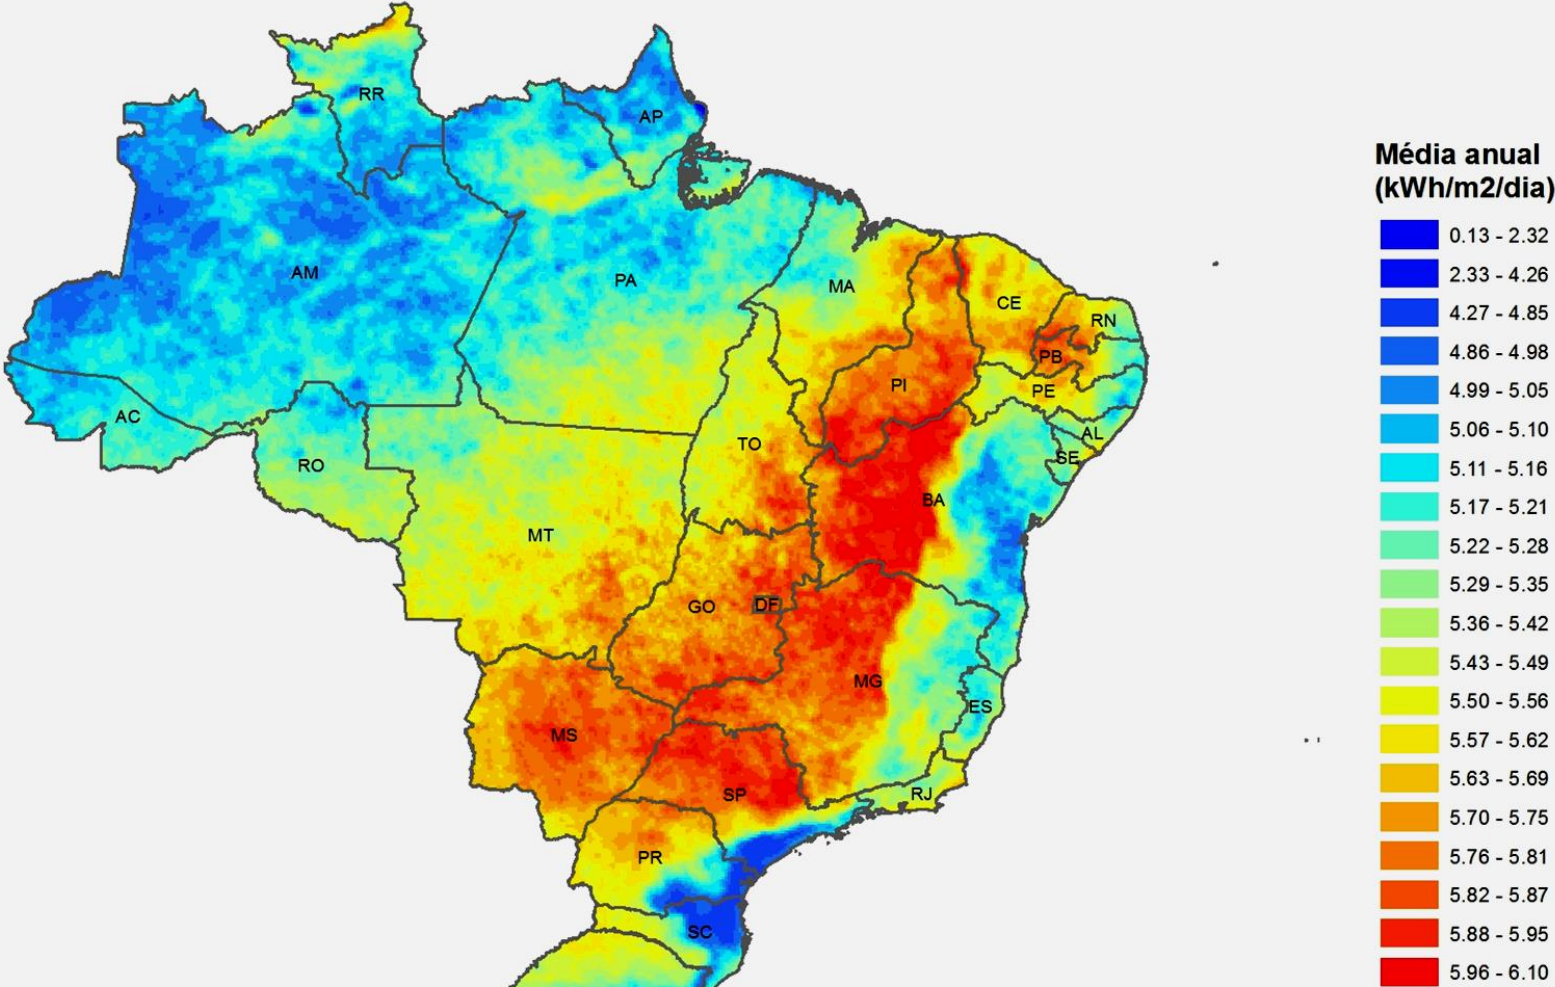 RR
AP
AM
PA
MA
CE
RN
PB
PI
PE
AC
AL
TO
SE
RO
BA
MT
GO
DF
MG
ES
MS
SP
RJ
PR
SC
Média anual
(kWh/m2/dia)
0.13 - 2.32
2.33 - 4.26
4.27 - 4.85
4.86 - 4.98
4.99 - 5.05
5.06 - 5.10
5.11 - 5.16
5.17 - 5.21
5.22 - 5.28
5.29 - 5.35
5.36 - 5.42
5.43 - 5.49
5.50 - 5.56
5.57 - 5.62
5.63 - 5.69
5.70 - 5.75
5.76 - 5.81
5.82 - 5.87
5.88 - 5.95
5.96 - 6.10